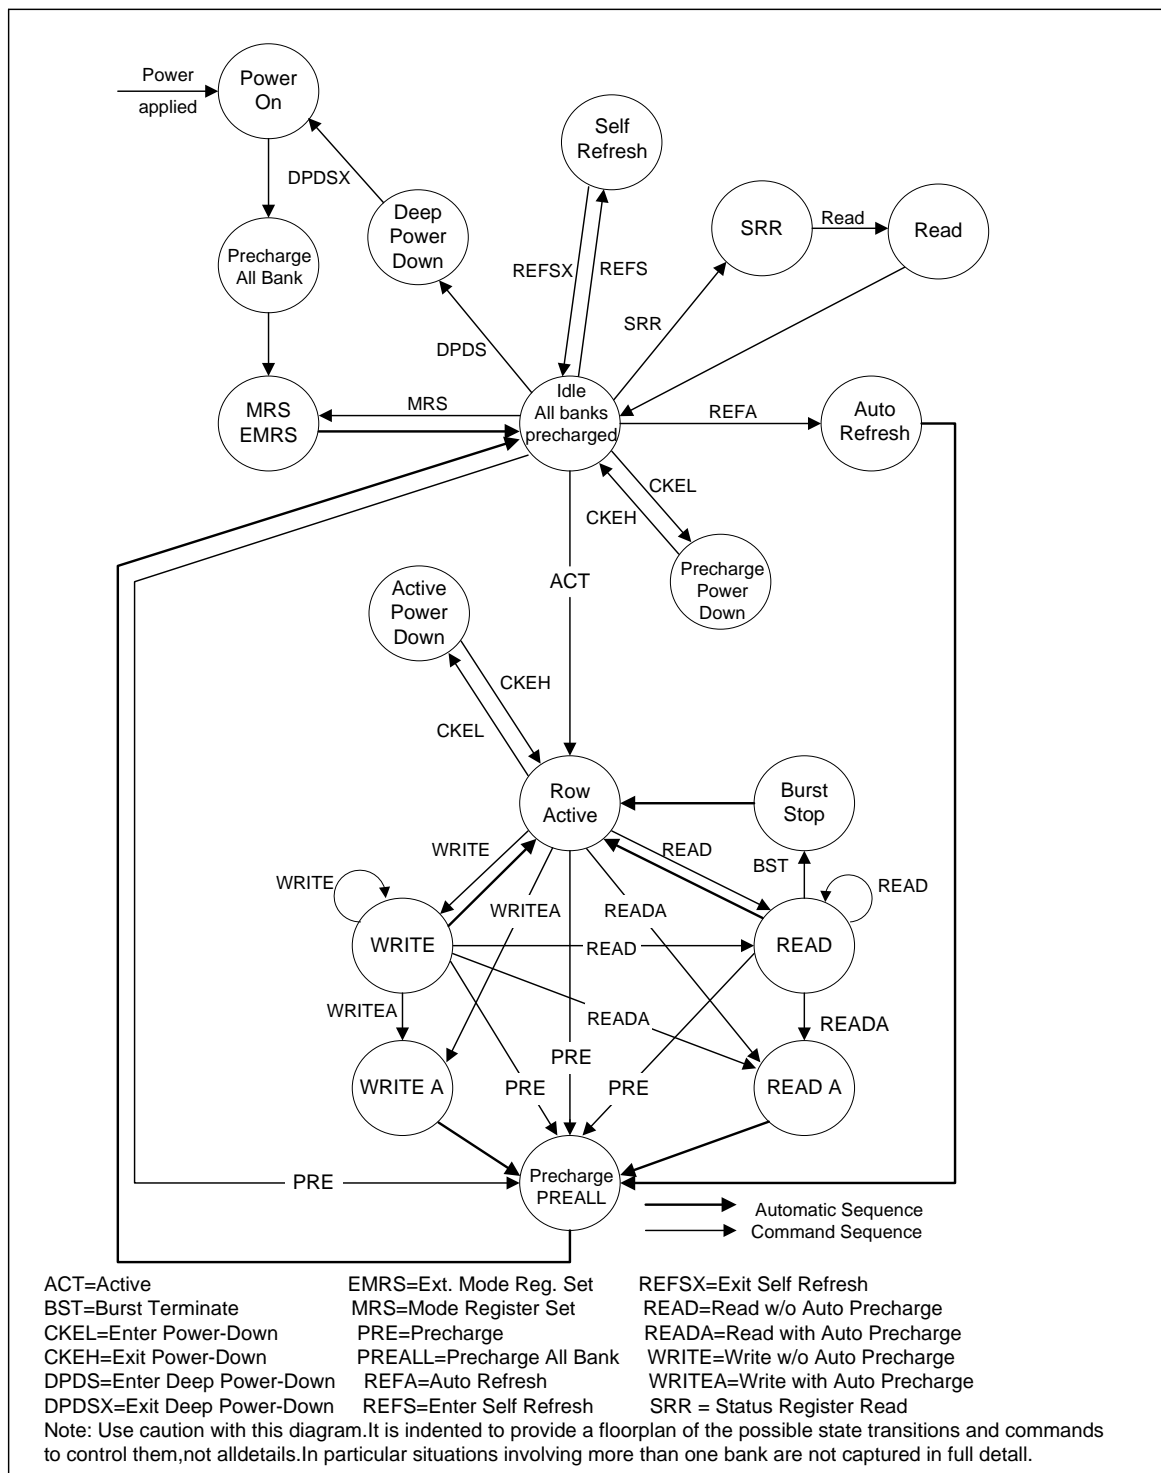 Power
applied
Power
On
Self
Refresh
DPDSX
Deep
Power
Down
SRR
Read
Read
Precharge
All Bank
REFSX
REFS
SRR
DPDS
MRS
EMRS
MRS
Idle
All banks
precharged
REFA
Auto
Refresh
CKEL
CKEH
ACT
Precharge
Power
Down
Active
Power
Down
CKEH
CKEL
Row
Active
Burst
Stop
WRITE
READ
BST
WRITE
READ
WRITEA
READA
WRITE
READ
READ
WRITEA
READA
READA
PRE
WRITE A
PRE
PRE
READ A
PRE
Precharge
PREALL
Automatic Sequence
Command Sequence
ACT=Active EMRS=Ext. Mode Reg. Set REFSX=Exit Self Refresh
BST=Burst Terminate MRS=Mode Register Set READ=Read w/o Auto Precharge
CKEL=Enter Power-Down PRE=Precharge READA=Read with Auto Precharge
CKEH=Exit Power-Down PREALL=Precharge All Bank WRITE=Write w/o Auto Precharge
DPDS=Enter Deep Power-Down REFA=Auto Refresh WRITEA=Write with Auto Precharge
DPDSX=Exit Deep Power-Down REFS=Enter Self Refresh SRR = Status Register Read
Note: Use caution with this diagram.It is indented to provide a floorplan of the possible state transitions and commands
to control them,not alldetails.In particular situations involving more than one bank are not captured in full detall.